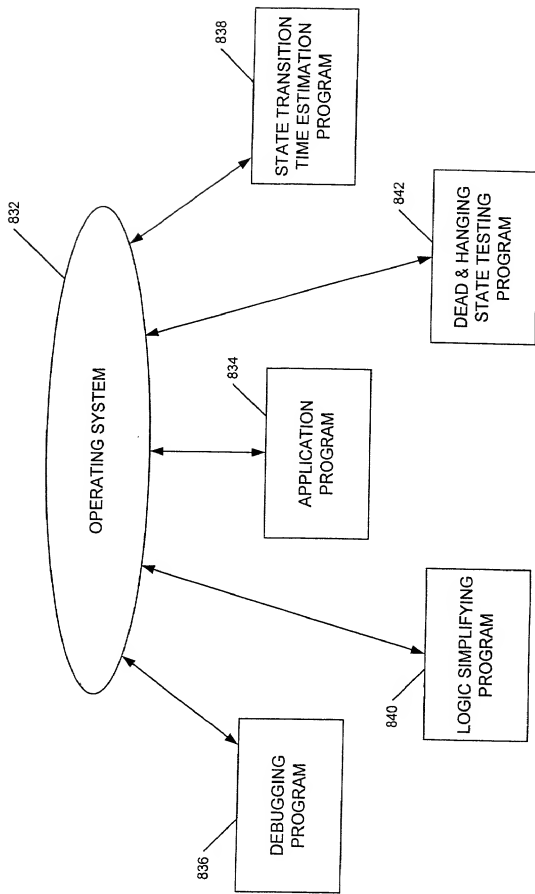 832
OPERATING SYSTEM
836
DEBUGGING
PROGRAM
840
LOGIC SIMPLIFYING
PROGRAM
834
APPLICATION
PROGRAM
842
DEAD & HANGING
STATE TESTING
PROGRAM
838
STATE TRANSITION
TIME ESTIMATION
PROGRAM